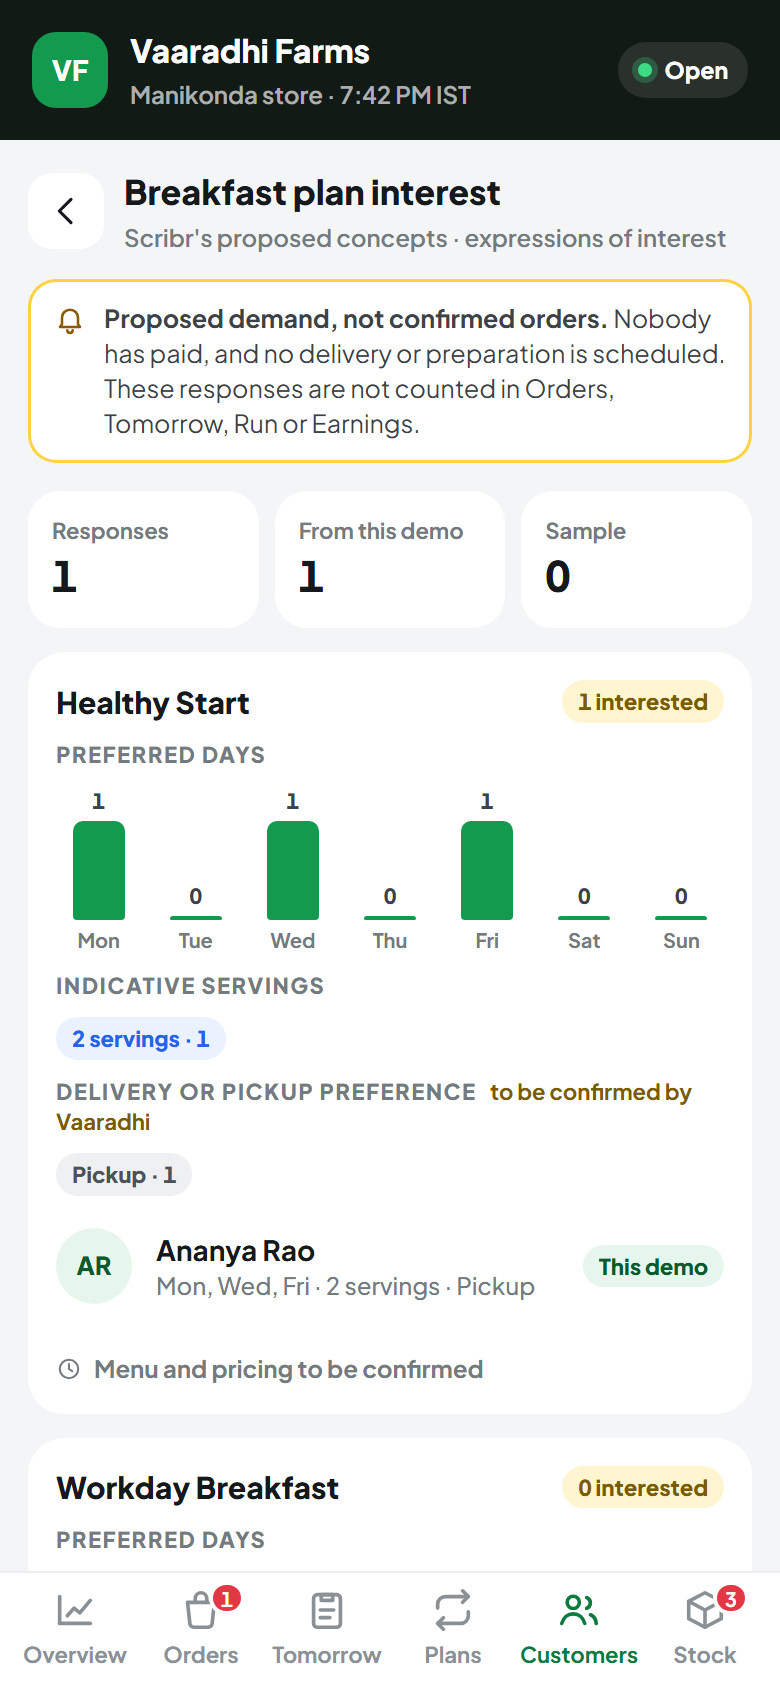 VF
Vaaradhi Farms
Manikonda store · 7:42 PM IST
Open
Breakfast plan interest
Scribr's proposed concepts · expressions of interest
Proposed demand, not confirmed orders. Nobody
has paid, and no delivery or preparation is scheduled.
These responses are not counted in Orders,
Tomorrow, Run or Earnings.
Responses
1
From this demo
1
Sample
0
Healthy Start
1 interested
PREFERRED DAYS
1 0 1 0 1 0 0
Mon Tue Wed Thu Fri Sat Sun
INDICATIVE SERVINGS
2 servings · 1
DELIVERY OR PICKUP PREFERENCE to be confirmed by
Vaaradhi
Pickup · 1
AR
Ananya Rao
Mon, Wed, Fri · 2 servings · Pickup
This demo
Menu and pricing to be confirmed
Workday Breakfast
0 interested
PREFERRED DAYS
1 3
Overview Orders Tomorrow Plans Customers Stock